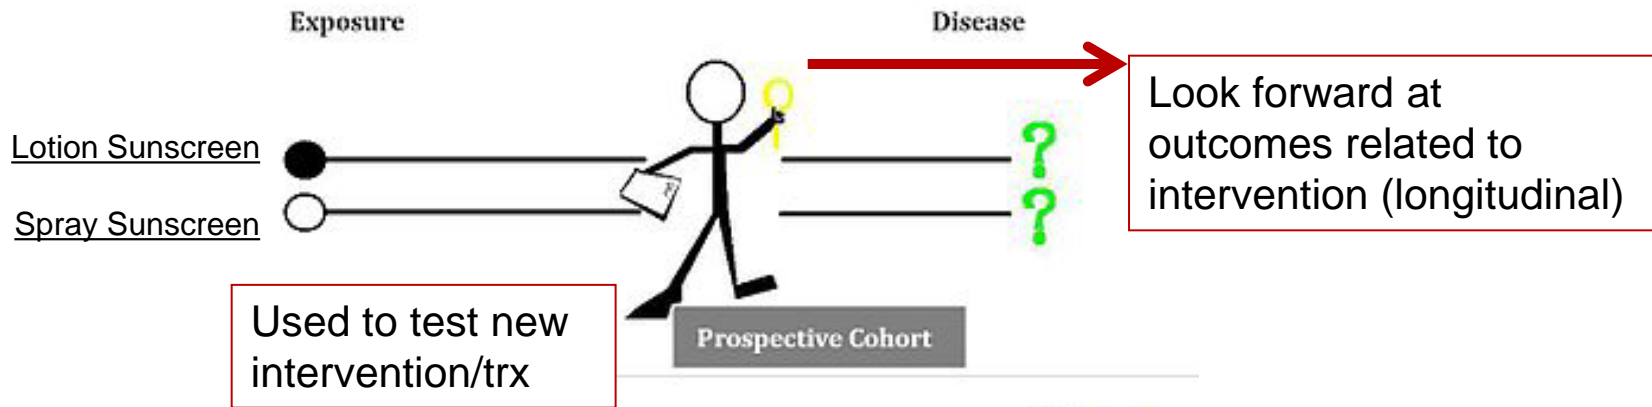 Exposure
Disease
Lotion Sunscreen
Spray Sunscreen
?
?
Look forward at
outcomes related to
intervention (longitudinal)
Used to test new
intervention/trx
Prospective Cohort